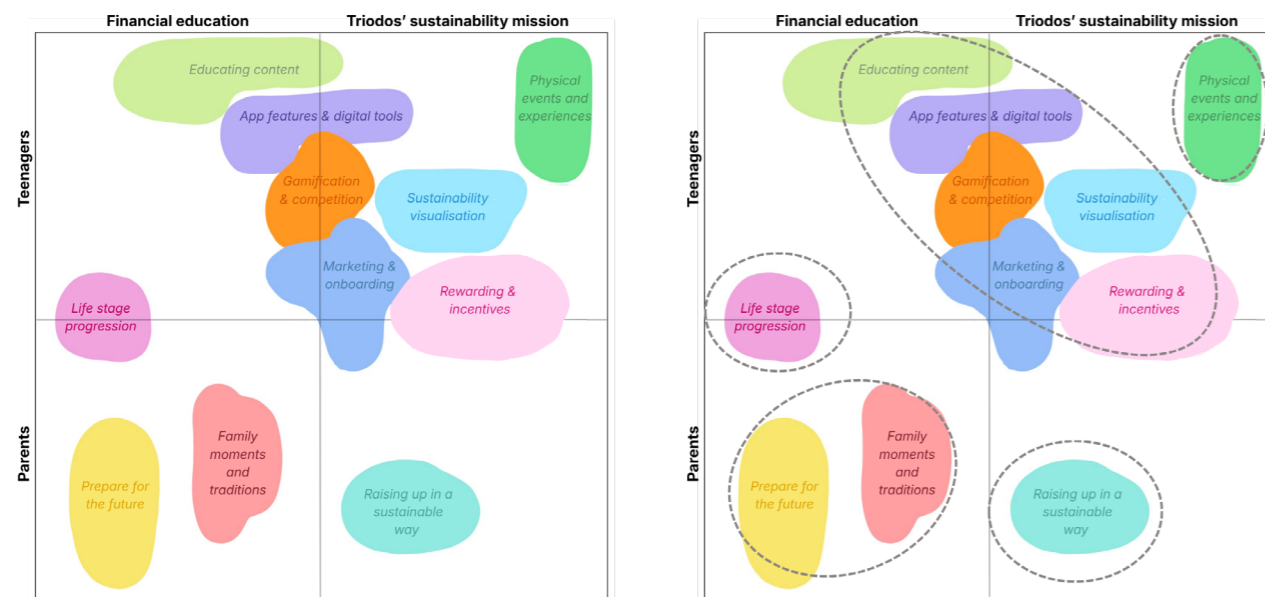 Financial education
Triodos’ sustainability mission
Teenagers
Parents
Educating content
App features & digital tools
Physical
events and
experiences
Gamification
& competition
Sustainability
visualisation
Marketing &
onboarding
Rewarding &
incentives
Life stage
progression
Family
moments
and
traditions
Prepare for
the future
Raising up in a
sustainable
way
Financial education
Triodos’ sustainability mission
Teenagers
Parents
Educating content
App features & digital tools
Physical
events and
experiences
Gamification
& competition
Sustainability
visualisation
Marketing &
onboarding
Rewarding &
incentives
Life stage
progression
Family
moments
and
traditions
Prepare for
the future
Raising up in a
sustainable
way